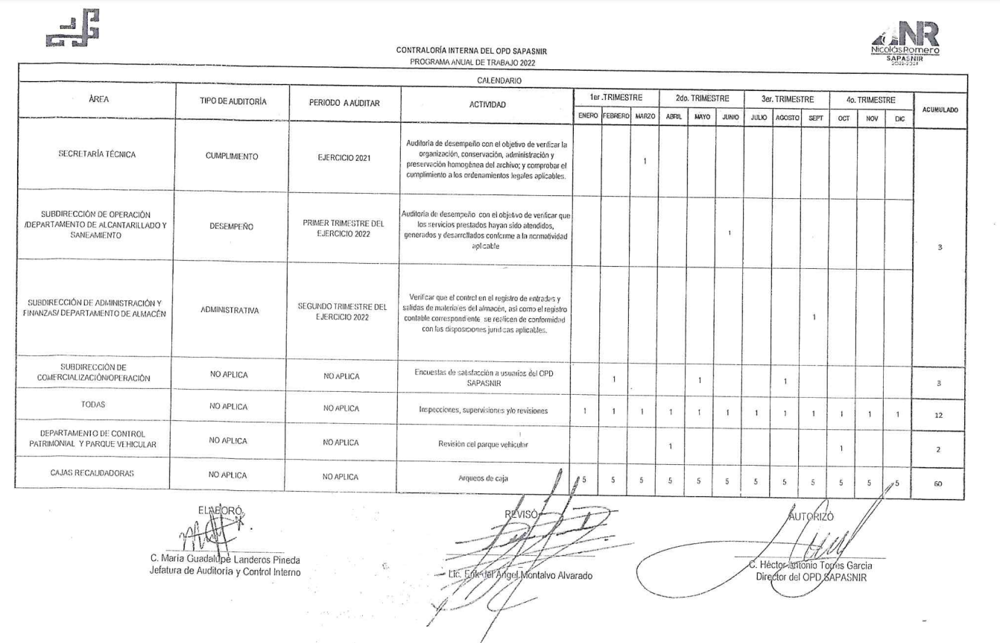 NR
Nicolás Romero
SAPASNIR
2022-2024
CONTRALORÍA INTERNA DEL OPD SAPASNIR
PROGRAMA ANUAL DE TRABAJO 2022
CALENDARIO
ÁREA TIPO DE AUDITORÍA PERIODO A AUDITAR ACTIVIDAD 1er .TRIMESTRE 2do. TRIMESTRE 3er. TRIMESTRE 4o. TRIMESTRE ACUMULADO
ENERO FEBRERO MARZO ABRIL MAYO JUNIO JULIO AGOSTO SEPT OCT NOV DIC
SECRETARÍA TÉCNICA CUMPLIMIENTO EJERCICIO 2021
Auditoria de desempeño con el objetivo de verificar la
organización, conservación, administración y
preservación homogénea del archivo; y comprobar el
cumplimiento a los ordenamientos legales aplicables.
1
SUBDIRECCIÓN DE OPERACIÓN
/DEPARTAMENTO DE ALCANTARILLADO Y
SANEAMIENTO
DESEMPEÑO
PRIMER TRIMESTRE DEL
EJERCICIO 2022
Auditoria de desempeño con el objetivo de verificar que
los servicios prestados hayan sido atendidos,
generados y desarrollados conforme a la normatividad
aplicable
1
3
SUBDIRECCIÓN DE ADMINISTRACIÓN Y
FINANZAS/ DEPARTAMENTO DE ALMACÉN
ADMINISTRATIVA
SEGUNDO TRIMESTRE DEL
EJERCICIO 2022
Verificar que el control en el registro de entradas y
salidas de materiales del almacén, así como el registro
contable correspondiente se realicen de conformidad
con las disposiciones jurídicas aplicables.
1
SUBDIRECCIÓN DE
COMERCIALIZACIÓN/OPERACIÓN
NO APLICA NO APLICA
Encuestas de satisfacción a usuarios del OPD
SAPASNIR
1 1 1 3
TODAS NO APLICA NO APLICA Inspecciones, supervisiones y/o revisiones 1 1 1 1 1 1 1 1 1 1 1 1 12
DEPARTAMENTO DE CONTROL
PATRIMONIAL Y PARQUE VEHICULAR
NO APLICA NO APLICA Revisión del parque vehicular 1 1 2
CAJAS RECAUDADORAS NO APLICA NO APLICA Arqueos de caja 5 5 5 5 5 5 5 5 5 5 5 5 60
ELABORÓ
C. María Guadalupe Landeros Pineda
Jefatura de Auditoría y Control Interno
REVISÓ
Lic. Erik del Ángel Montalvo Alvarado
AUTORIZÓ
C. Héctor Antonio Torres García
Director del OPD SAPASNIR